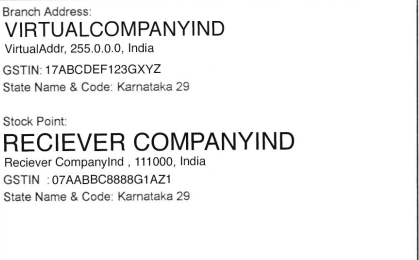 Branch Address:
VIRTUALCOMPANYIND
VirtualAddr, 255.0.0.0, India
GSTIN: 17ABCDEF123GXYZ
State Name & Code: Karnataka 29
Stock Point:
RECIEVER COMPANYIND
Reciever CompanyInd , 111000, India
GSTIN : 07AABBC8888G1AZ1
State Name & Code: Karnataka 29